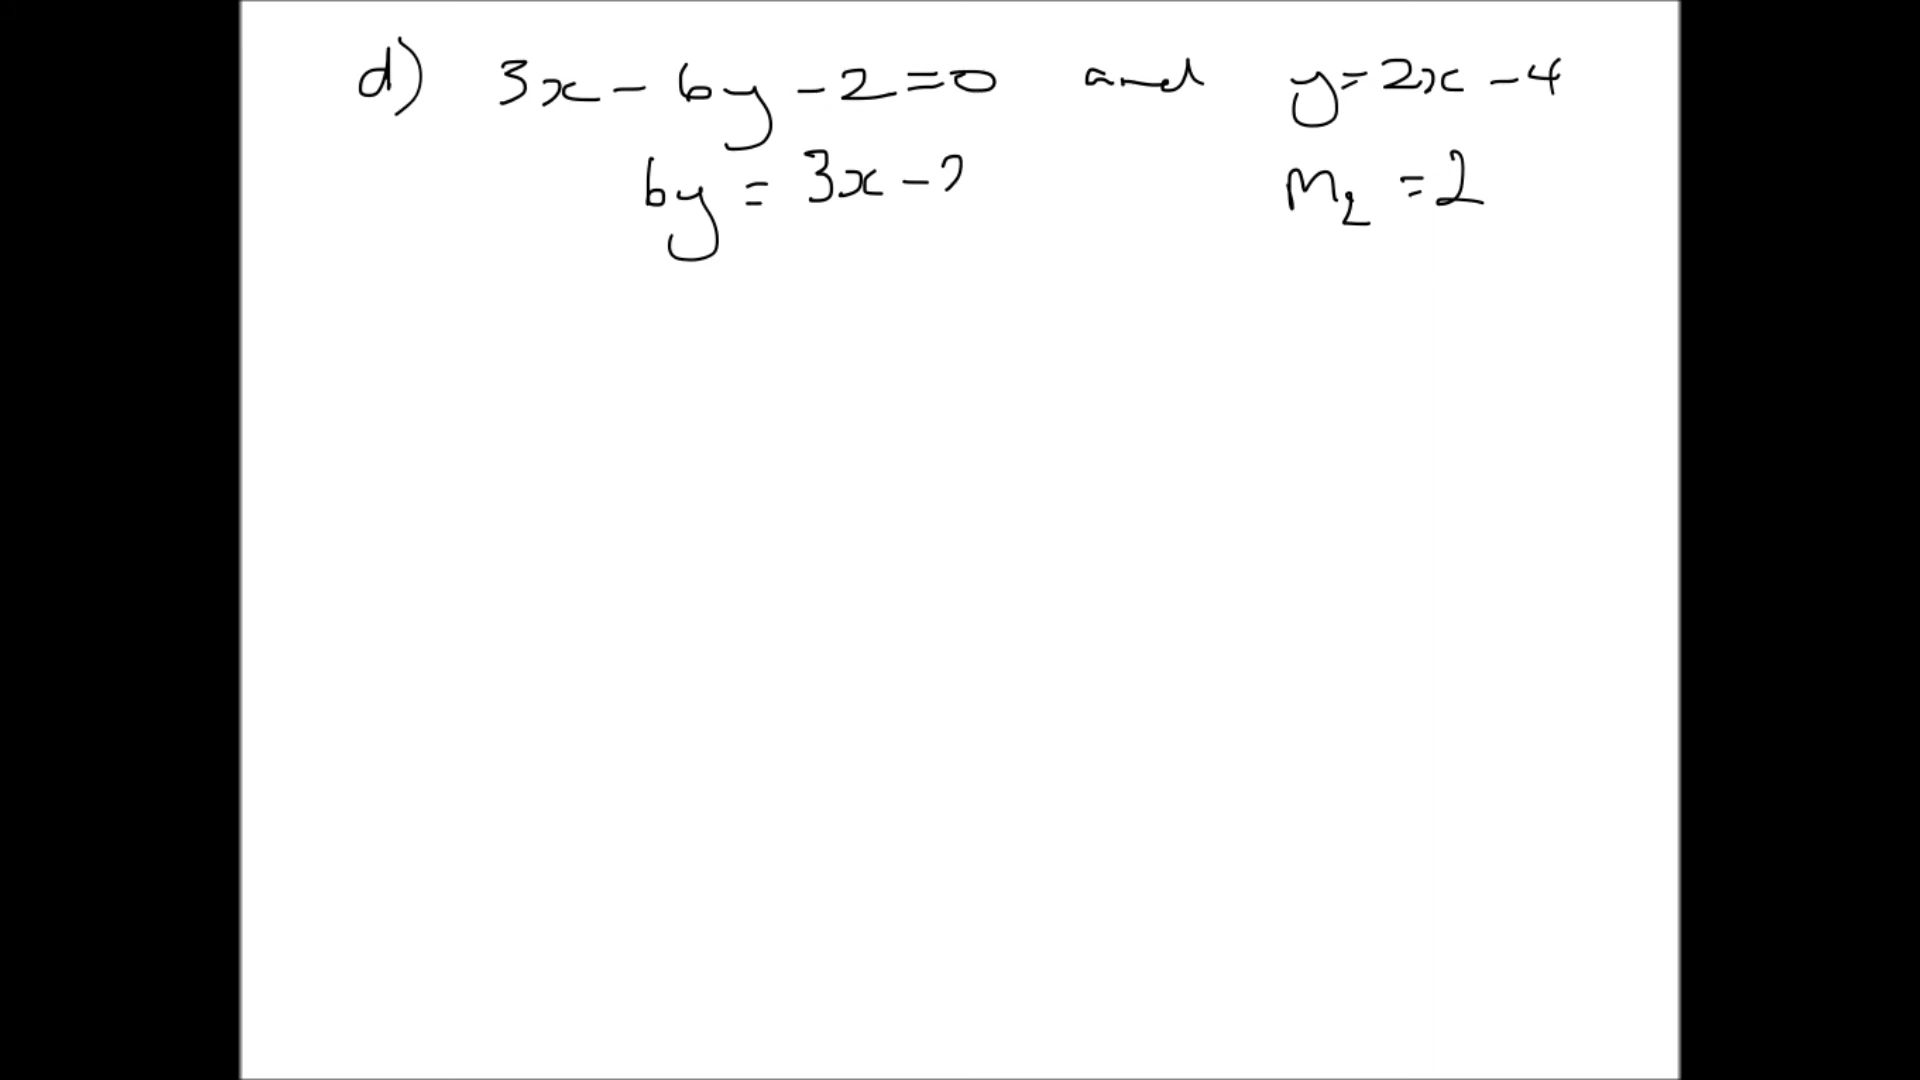 d) 3x - 6y - 2 = 0 and y = 2x - 4
6y = 3x - 2 m₂ = 2